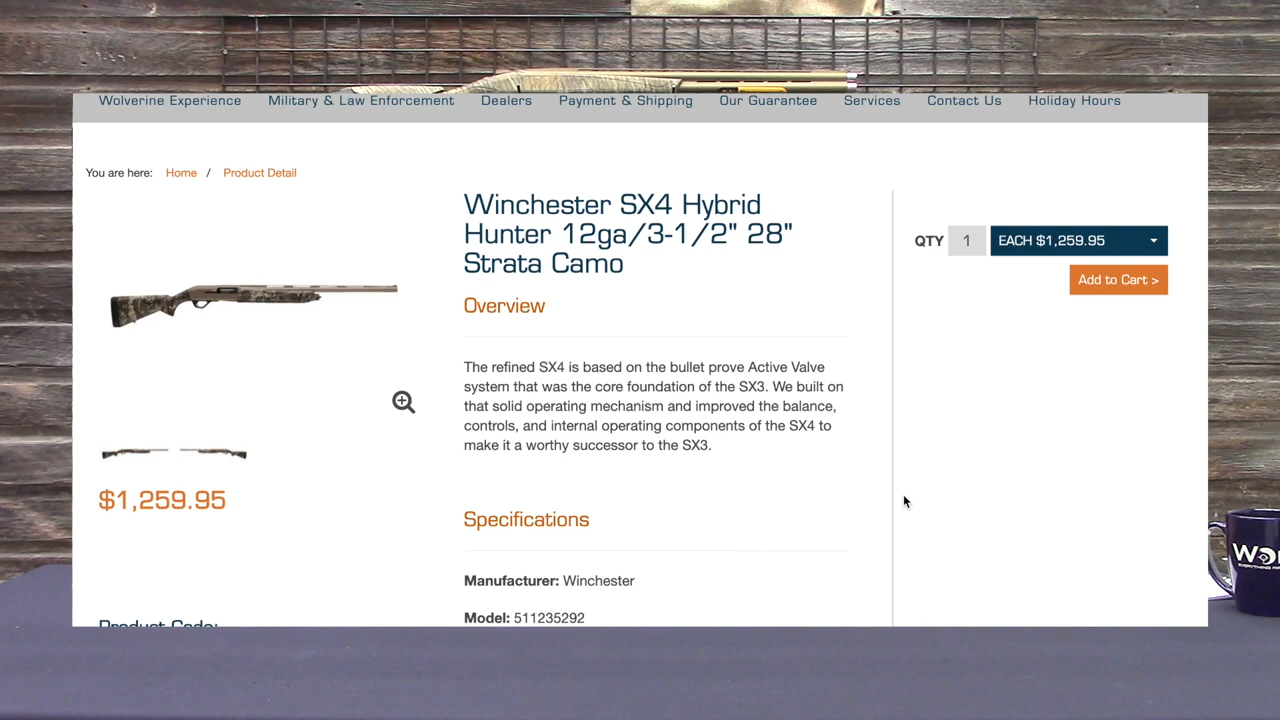 Wolverine Experience Military & Law Enforcement Dealers Payment & Shipping Our Guarantee Services Contact Us Holiday Hours
You are here: Home / Product Detail
Winchester SX4 Hybrid
Hunter 12ga/3-1/2" 28"
Strata Camo
QTY 1 EACH $1,259.95
Add to Cart >
Overview
The refined SX4 is based on the bullet prove Active Valve
system that was the core foundation of the SX3. We built on
that solid operating mechanism and improved the balance,
controls, and internal operating components of the SX4 to
make it a worthy successor to the SX3.
$1,259.95
Specifications
Manufacturer: Winchester
Model: 511235292
Product Code: